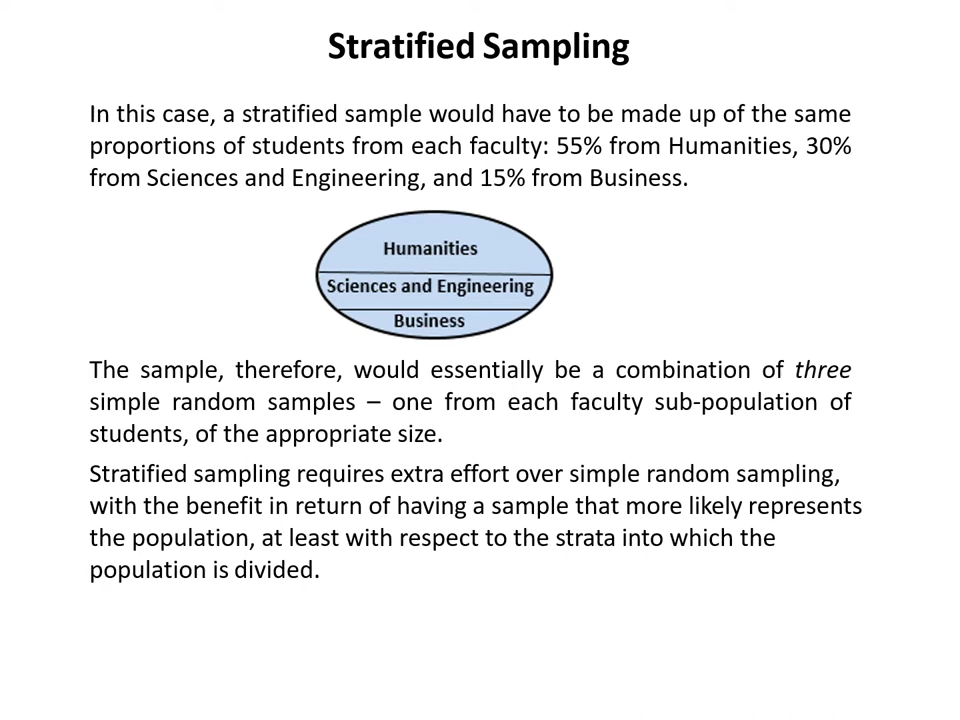 Stratified Sampling
In this case, a stratified sample would have to be made up of the same
proportions of students from each faculty: 55% from Humanities, 30%
from Sciences and Engineering, and 15% from Business.
Humanities
Sciences and Engineering
Business
The sample, therefore, would essentially be a combination of three
simple random samples – one from each faculty sub-population of
students, of the appropriate size.
Stratified sampling requires extra effort over simple random sampling,
with the benefit in return of having a sample that more likely represents
the population, at least with respect to the strata into which the
population is divided.